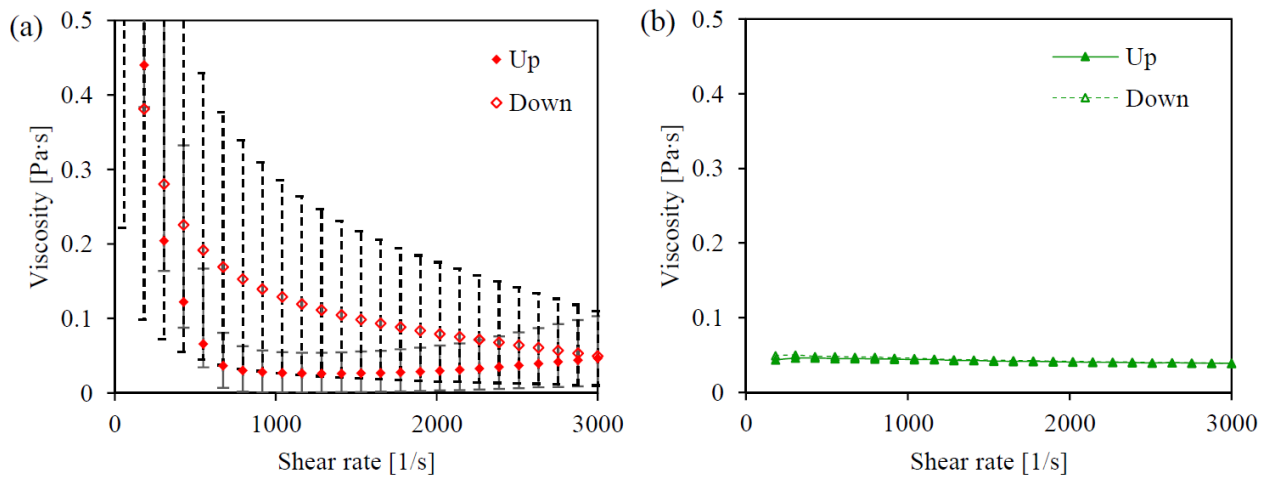 (a)
0.5
0.4
0.3
0.2
0.1
0
Viscosity [Pa·s]
Up
Down
0 1000 2000 3000
Shear rate [1/s]
(b)
0.5
0.4
0.3
0.2
0.1
0
Viscosity [Pa·s]
Up
Down
0 1000 2000 3000
Shear rate [1/s]